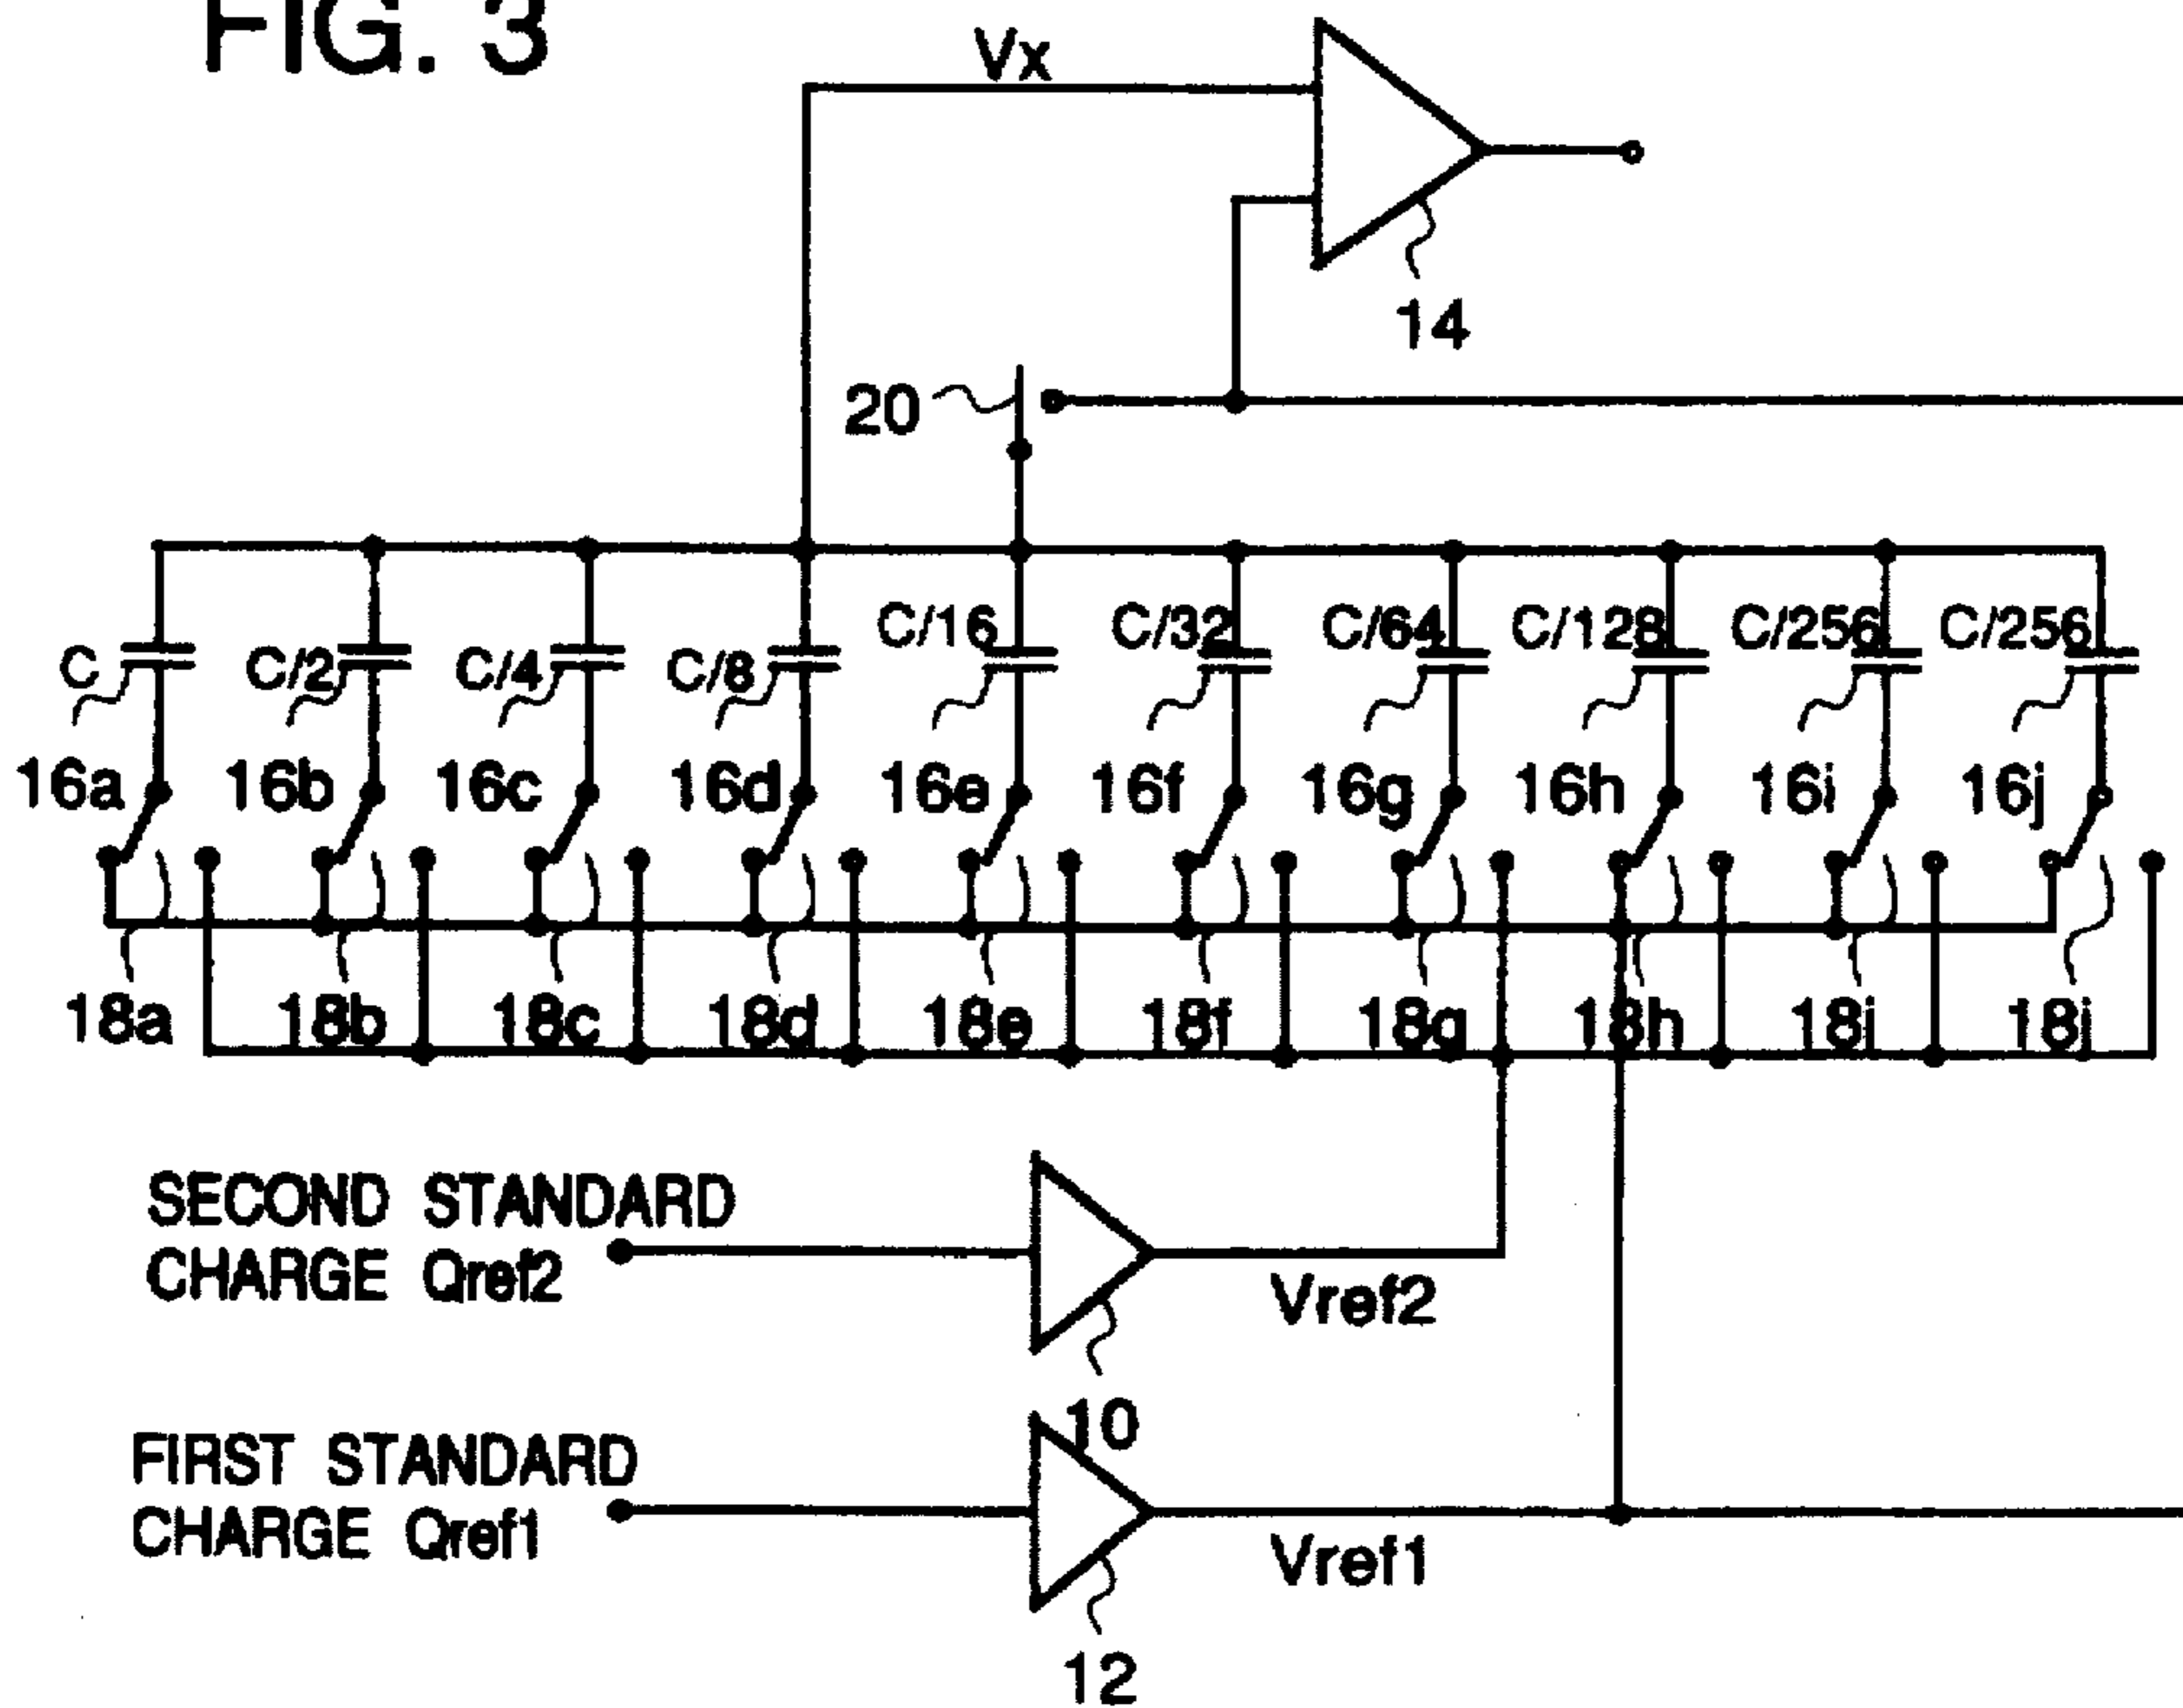 FIG. 3
Vx
14
20
C/16 C/32 C/64 C/128 C/256 C/256
C C/2 C/4 C/8
16a 16b 16c 16d 16e 16f 16g 16h 16i 16j
18a 18b 18c 18d 18e 18f 18g 18h 18i 18j
SECOND STANDARD
CHARGE Qref2
Vref2
10
FIRST STANDARD
CHARGE Qref1
Vref1
12